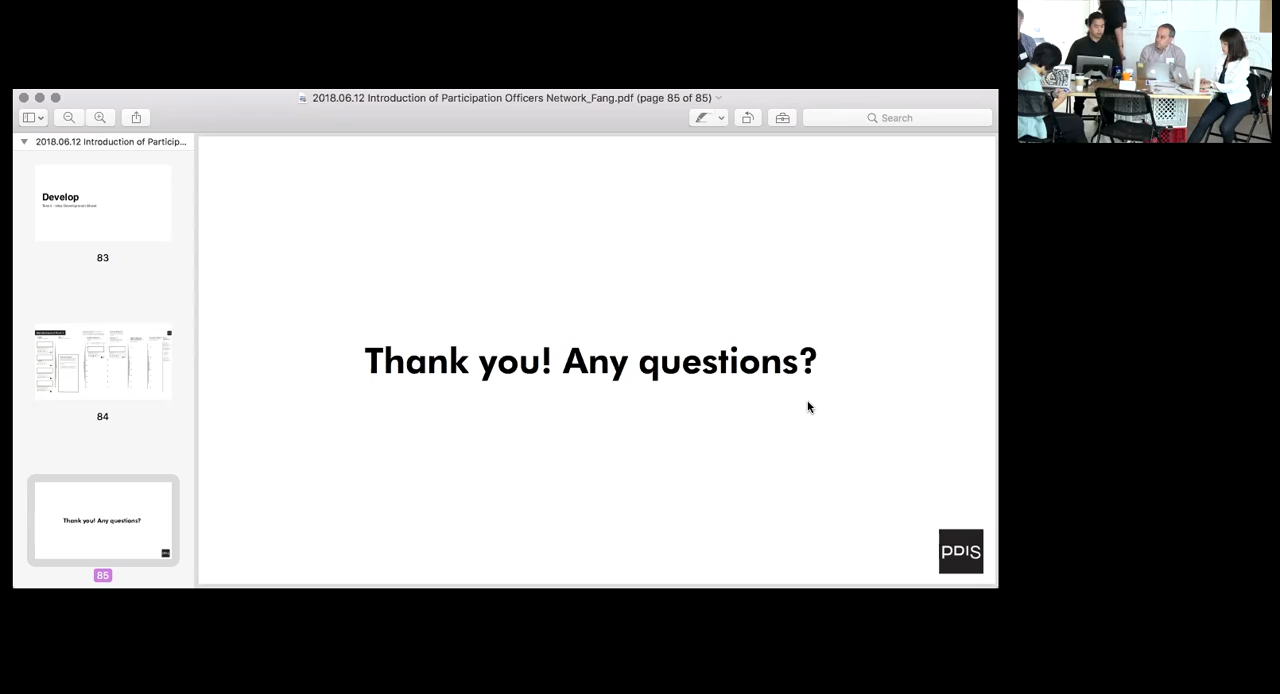 2018.06.12 Introduction of Participation Officers Network_Fang.pdf (page 85 of 85)
Search
2018.06.12 Introduction of Particip...
Develop
83
84
Thank you! Any questions?
85
Thank you! Any questions?
PDIS